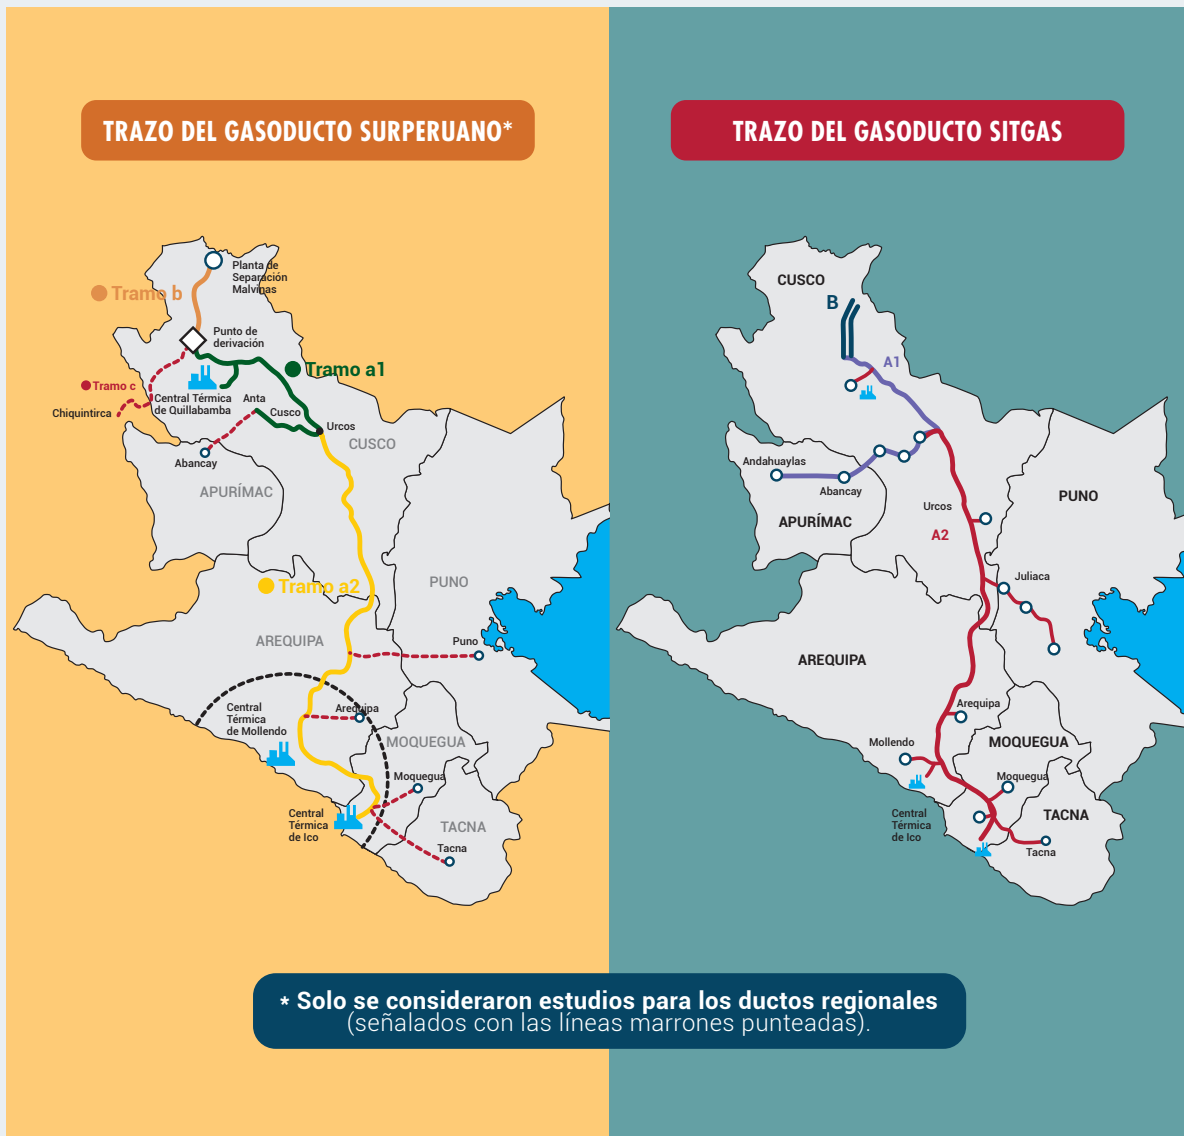 TRAZO DEL GASODUCTO SURPERUANO*
Planta de
Separación
Malvinas
Tramo b
Punto de
derivación
Tramo a1
Tramo c
Chiquintirca
Central Térmica
de Quillabamba
Anta
Cusco
Urcos
CUSCO
Abancay
APURÍMAC
Tramo a2
PUNO
AREQUIPA
Puno
Central
Térmica
de Mollendo
Arequipa
MOQUEGUA
Moquegua
Central
Térmica
de Ico
TACNA
Tacna
TRAZO DEL GASODUCTO SITGAS
CUSCO
B
A1
Andahuaylas
Abancay
APURÍMAC
Urcos
A2
PUNO
Juliaca
AREQUIPA
Arequipa
Mollendo
MOQUEGUA
Moquegua
Central
Térmica
de Ico
TACNA
Tacna
* Solo se consideraron estudios para los ductos regionales
(señalados con las líneas marrones punteadas).